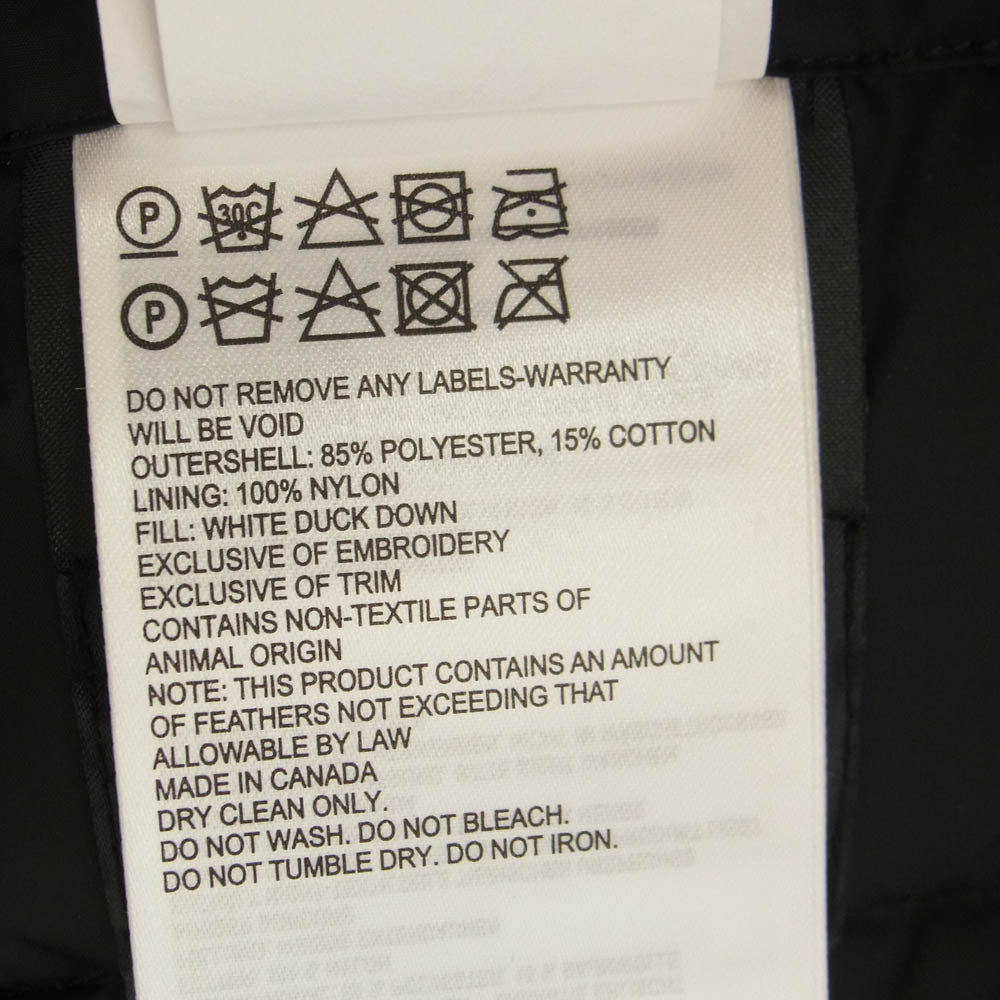 P 30C
P
DO NOT REMOVE ANY LABELS-WARRANTY
WILL BE VOID
OUTERSHELL: 85% POLYESTER, 15% COTTON
LINING: 100% NYLON
FILL: WHITE DUCK DOWN
EXCLUSIVE OF EMBROIDERY
EXCLUSIVE OF TRIM
CONTAINS NON-TEXTILE PARTS OF
ANIMAL ORIGIN
NOTE: THIS PRODUCT CONTAINS AN AMOUNT
OF FEATHERS NOT EXCEEDING THAT
ALLOWABLE BY LAW
MADE IN CANADA
DRY CLEAN ONLY.
DO NOT WASH. DO NOT BLEACH.
DO NOT TUMBLE DRY. DO NOT IRON.